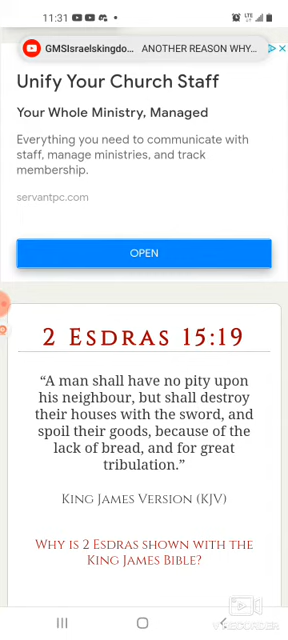 11:31
LTE
GMSIsraelskingdo... ANOTHER REASON WHY...
Unify Your Church Staff
Your Whole Ministry, Managed
Everything you need to communicate with
staff, manage ministries, and track
membership.
servantpc.com
OPEN
2 Esdras 15:19
“A man shall have no pity upon
his neighbour, but shall destroy
their houses with the sword, and
spoil their goods, because of the
lack of bread, and for great
tribulation.”
King James Version (KJV)
Why is 2 Esdras shown with the
King James Bible?
RECORDER